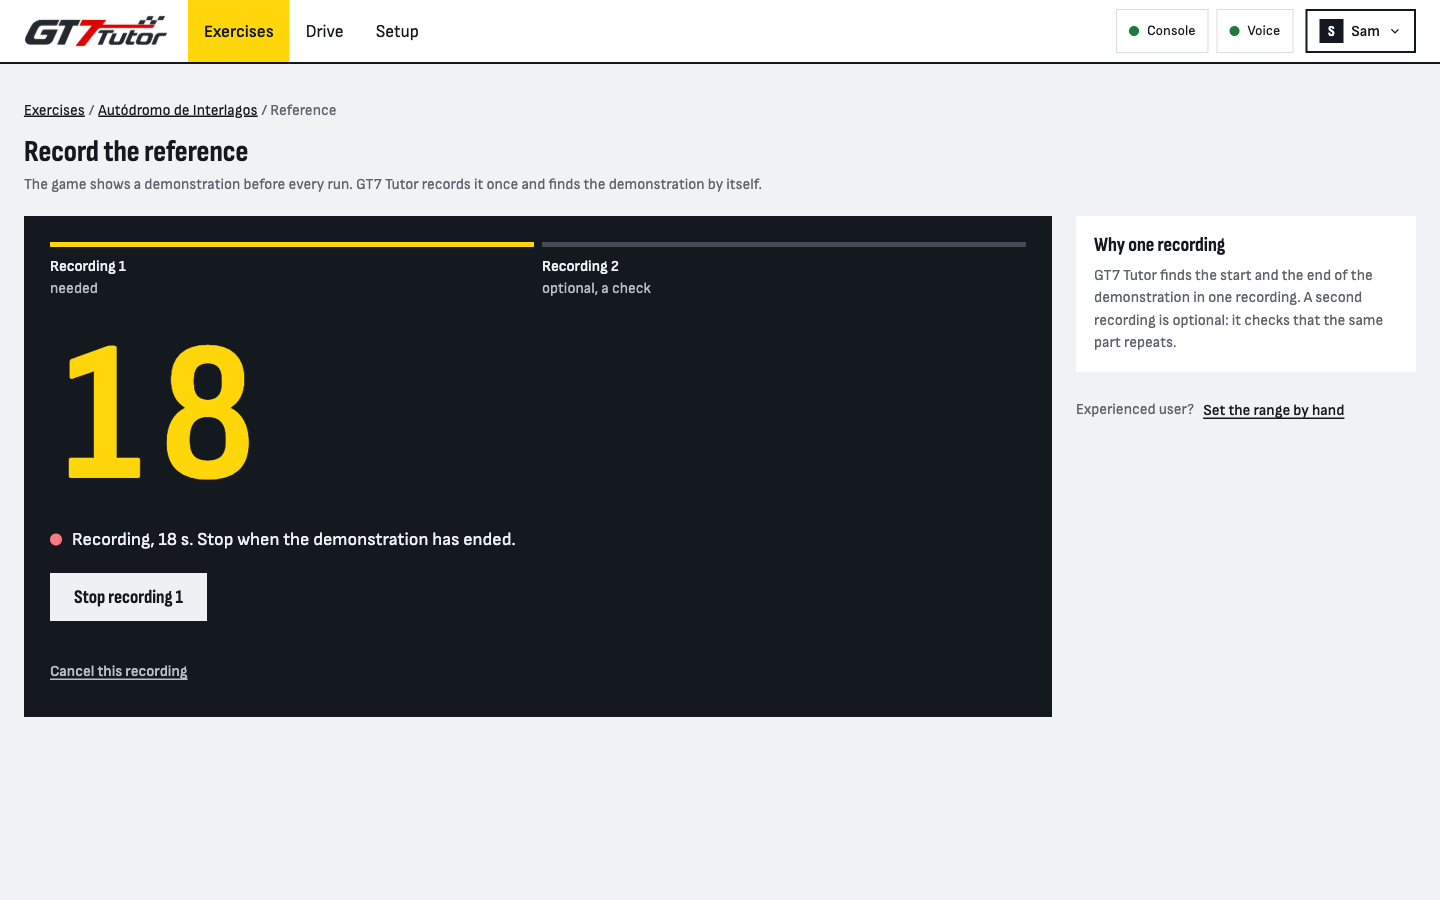 GT7 Tutor
Exercises
Drive
Setup
Console
Voice
S
Sam
Exercises / Autódromo de Interlagos / Reference
Record the reference
The game shows a demonstration before every run. GT7 Tutor records it once and finds the demonstration by itself.
Recording 1
needed
Recording 2
optional, a check
18
Recording, 18 s. Stop when the demonstration has ended.
Stop recording 1
Cancel this recording
Why one recording
GT7 Tutor finds the start and the end of the
demonstration in one recording. A second
recording is optional: it checks that the same
part repeats.
Experienced user? Set the range by hand